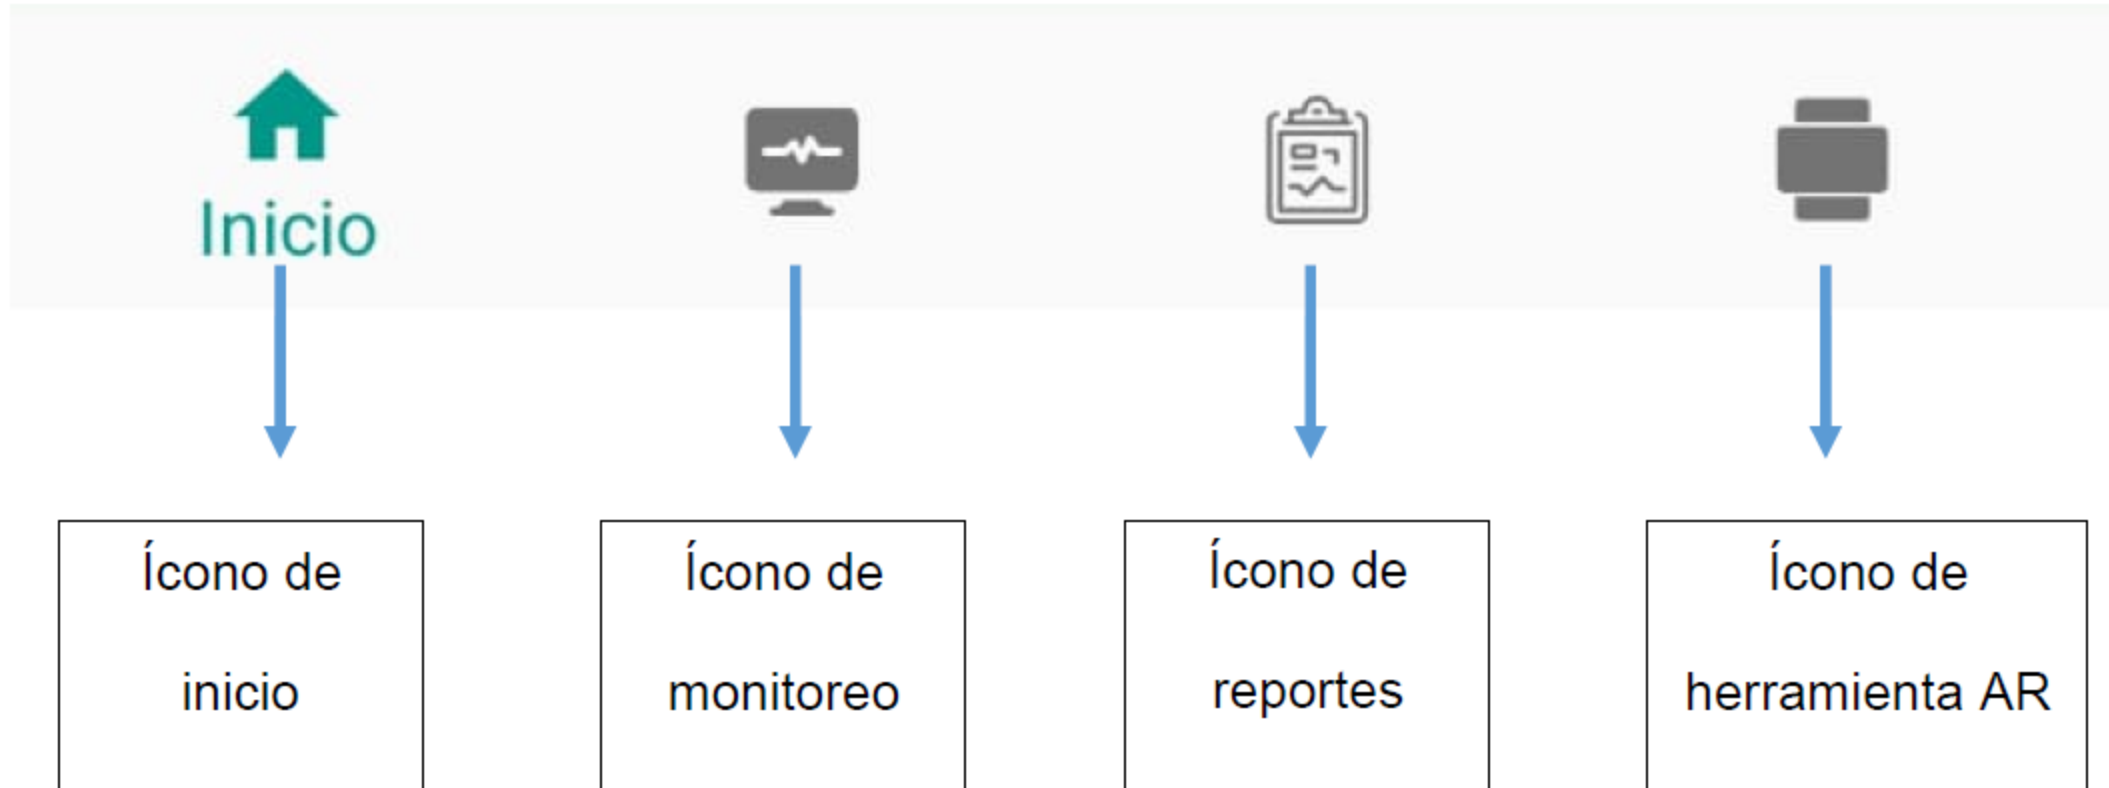 Inicio
Ícono de
inicio
Ícono de
monitoreo
Ícono de
reportes
Ícono de
herramienta AR